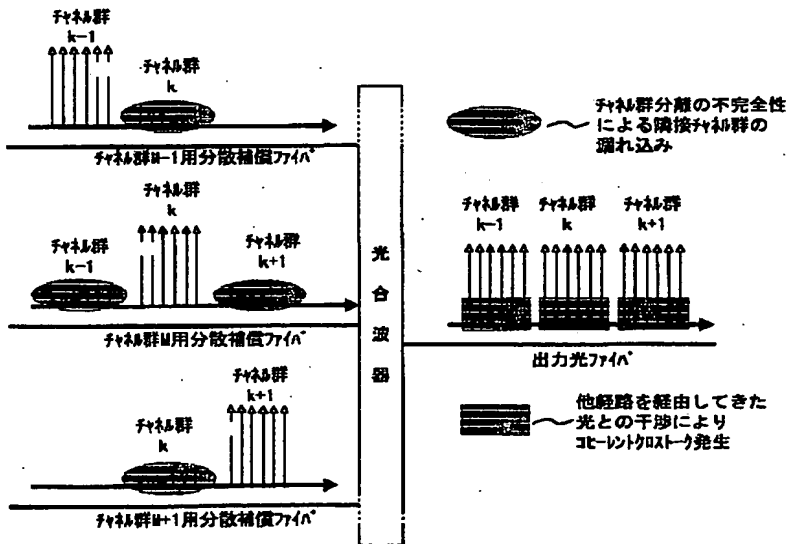 チャネル群
k-1
チャネル群
k
チャネル群M-1用分散補償ファイバ
チャネル群
k-1
チャネル群
k
チャネル群
k+1
チャネル群M用分散補償ファイバ
チャネル群
k
チャネル群
k+1
チャネル群M+1用分散補償ファイバ
光合波器
チャネル群分離の不完全性
による隣接チャネル群の
漏れ込み
チャネル群
k-1
チャネル群
k
チャネル群
k+1
出力光ファイバ
他経路を経由してきた
光との干渉により
コヒーレントクロストーク発生